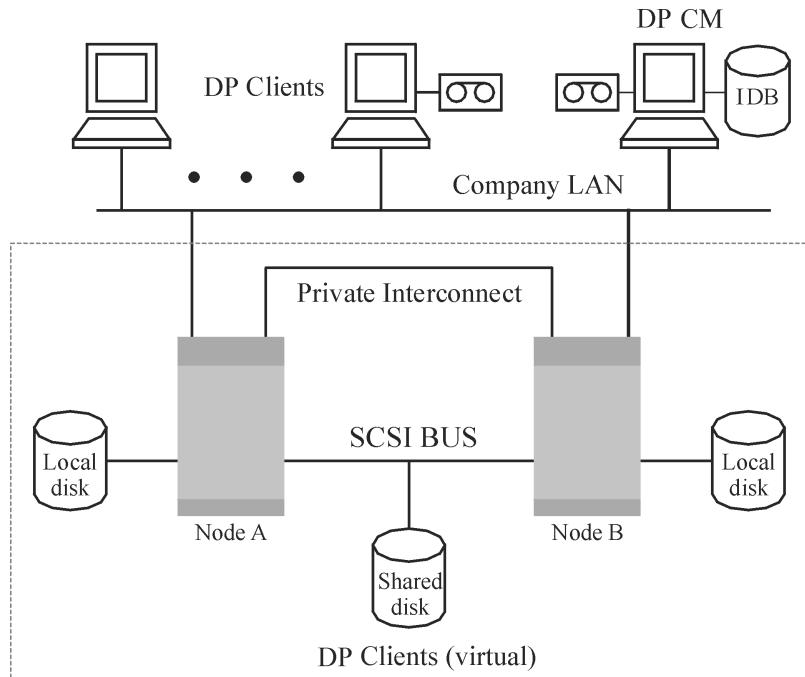 DP CM
DP Clients
IDB
Company LAN
Private Interconnect
SCSI BUS
Local
disk
Local
disk
Node A
Node B
Shared
disk
DP Clients (virtual)